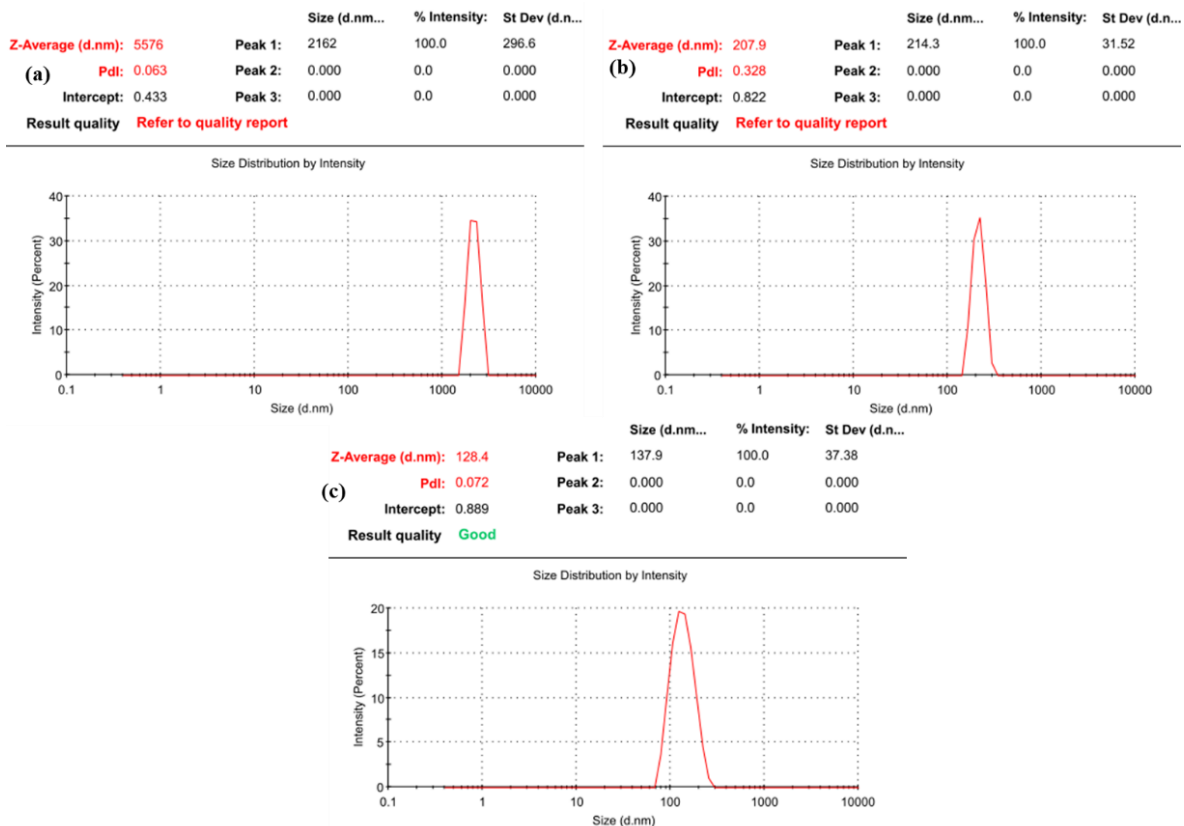 Size (d.nm... % Intensity: St Dev (d.n...
Z-Average (d.nm): 5576 Peak 1: 2162 100.0 296.6
(a) PdI: 0.063 Peak 2: 0.000 0.0 0.000
Intercept: 0.433 Peak 3: 0.000 0.0 0.000
Result quality Refer to quality report
Size Distribution by Intensity
40
30
20
10
0
Intensity (Percent)
0.1 1 10 100 1000 10000
Size (d.nm)
Size (d.nm... % Intensity: St Dev (d.n...
Z-Average (d.nm): 207.9 Peak 1: 214.3 100.0 31.52
(b) PdI: 0.328 Peak 2: 0.000 0.0 0.000
Intercept: 0.822 Peak 3: 0.000 0.0 0.000
Result quality Refer to quality report
Size Distribution by Intensity
40
30
20
10
0
Intensity (Percent)
0.1 1 10 100 1000 10000
Size (d.nm)
Size (d.nm... % Intensity: St Dev (d.n...
Z-Average (d.nm): 128.4 Peak 1: 137.9 100.0 37.38
(c) PdI: 0.072 Peak 2: 0.000 0.0 0.000
Intercept: 0.889 Peak 3: 0.000 0.0 0.000
Result quality Good
Size Distribution by Intensity
20
15
10
5
0
Intensity (Percent)
0.1 1 10 100 1000 10000
Size (d.nm)